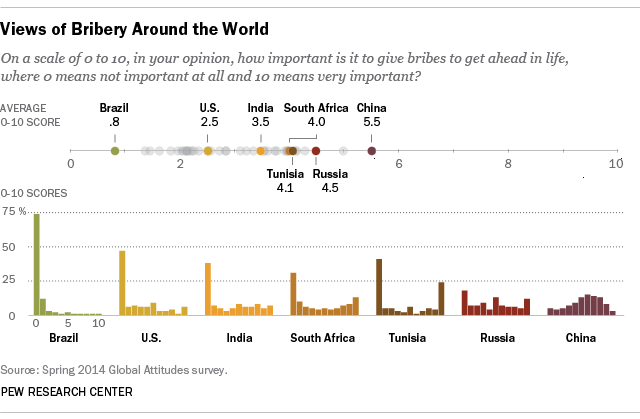 Views of Bribery Around the World
On a scale of 0 to 10, in your opinion, how important is it to give bribes to get ahead in life,
where 0 means not important at all and 10 means very important?
AVERAGE
0-10 SCORE
Brazil U.S. India South Africa China
.8 2.5 3.5 4.0 5.5
0 2 6 8 10
Tunisia Russia
4.1 4.5
0-10 SCORES
75 %
50
25
0
0 5 10
Brazil U.S. India South Africa Tunisia Russia China
Source: Spring 2014 Global Attitudes survey.
PEW RESEARCH CENTER